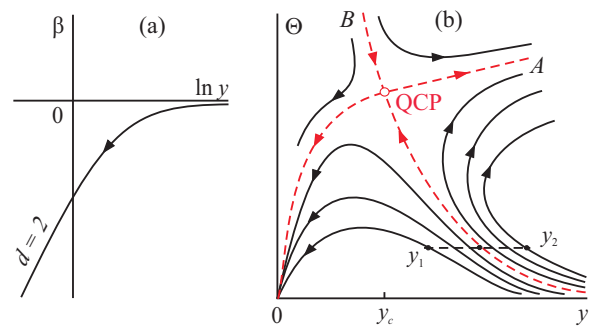 β
(a)
ln y
0
d = 2
Θ
B
(b)
A
QCP
y₁
y₂
0
y_c
y